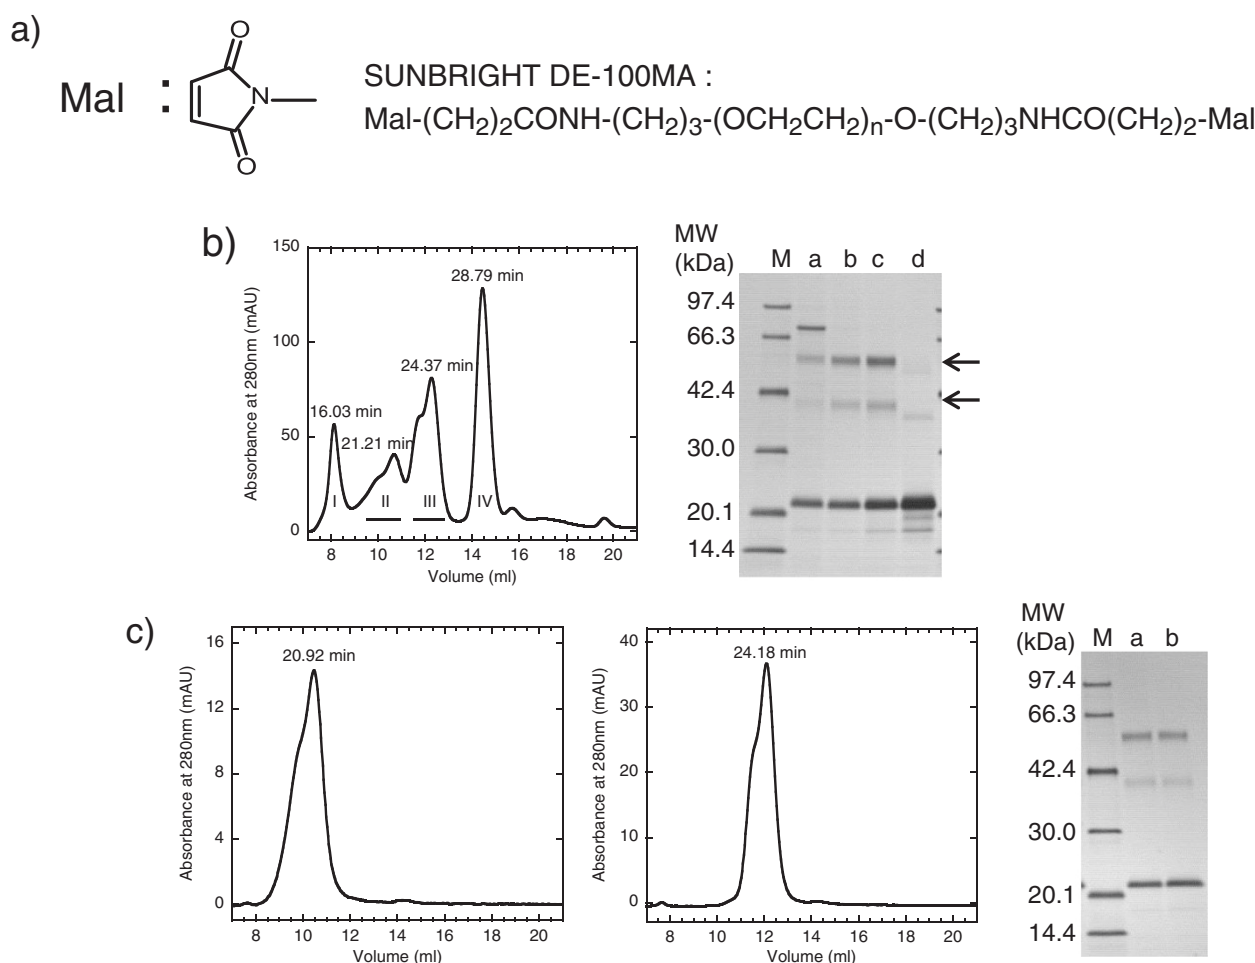 a)
Mal :
O
N
O
SUNBRIGHT DE-100MA :
Mal-(CH2)2CONH-(CH2)3-(OCH2CH2)n-O-(CH2)3NHCO(CH2)2-Mal
b)
Absorbance at 280nm (mAU)
150
100
50
0
16.03 min
21.21 min
24.37 min
28.79 min
I
II
III
IV
8 10 12 14 16 18 20
Volume (ml)
MW
(kDa)
M a b c d
97.4
66.3
42.4
30.0
20.1
14.4
c)
Absorbance at 280nm (mAU)
16
12
8
4
0
20.92 min
8 10 12 14 16 18 20
Volume (ml)
Absorbance at 280nm (mAU)
40
30
20
10
0
24.18 min
8 10 12 14 16 18 20
Volume (ml)
MW
(kDa)
M a b
97.4
66.3
42.4
30.0
20.1
14.4